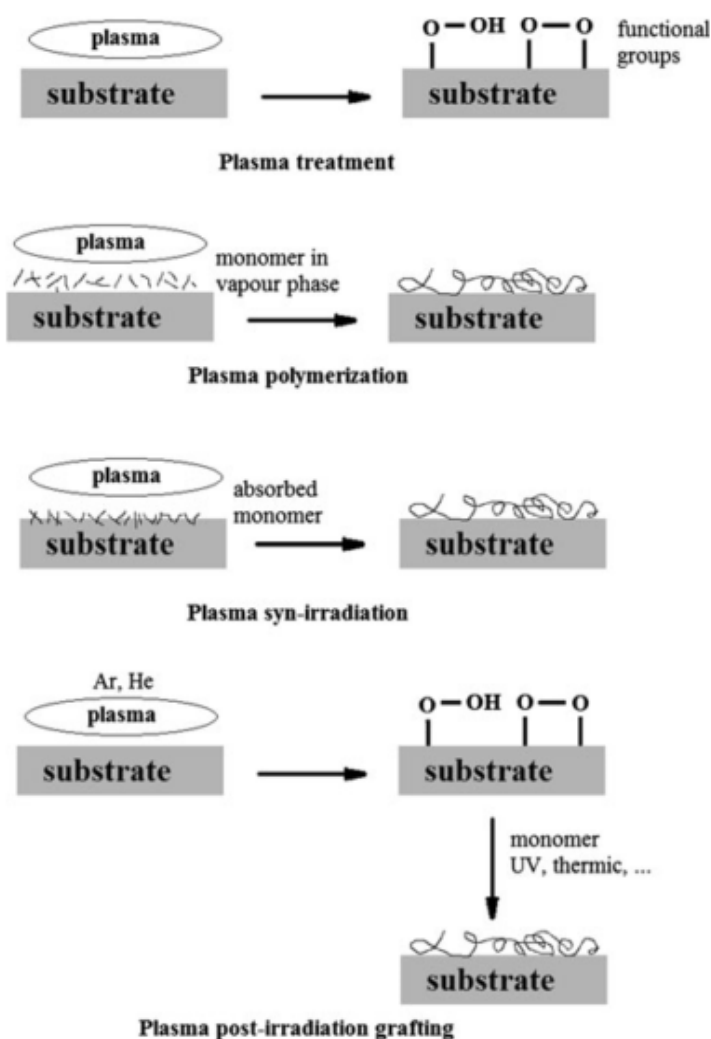 plasma
substrate
O — OH O — O
functional
groups
substrate
Plasma treatment
plasma
monomer in
vapour phase
substrate
substrate
Plasma polymerization
plasma
absorbed
monomer
substrate
substrate
Plasma syn-irradiation
Ar, He
plasma
substrate
O — OH O — O
substrate
monomer
UV, thermic, ...
substrate
Plasma post-irradiation grafting